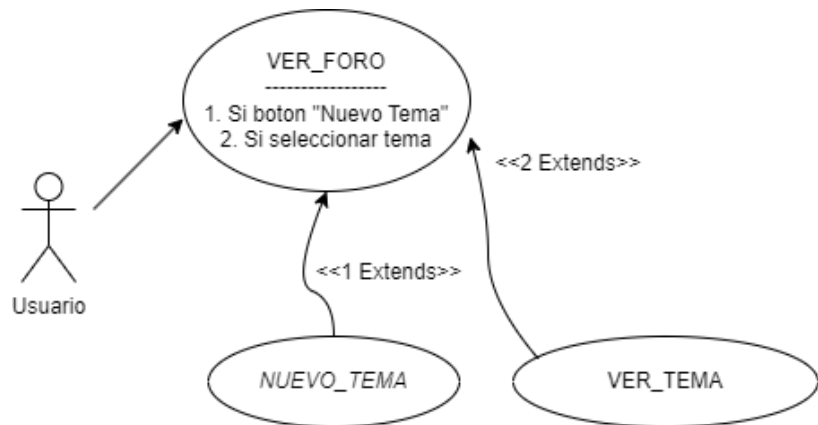 VER_FORO
-----------------
1. Si boton "Nuevo Tema"
2. Si seleccionar tema
<<2 Extends>>
<<1 Extends>>
Usuario
NUEVO_TEMA
VER_TEMA